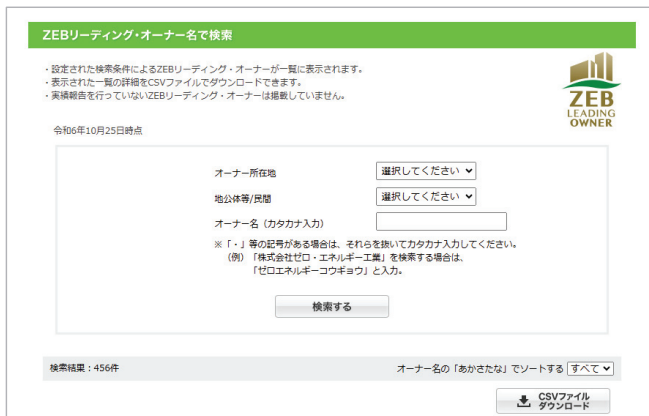 ZEBリーディング・オーナー名で検索
・設定された検索条件によるZEBリーディング・オーナーが一覧に表示されます。
・表示された一覧の詳細をCSVファイルでダウンロードできます。
・実績報告を行っていないZEBリーディング・オーナーは掲載していません。
ZEB
LEADING
OWNER
令和6年10月25日時点
オーナー所在地 選択してください
地公体等/民間 選択してください
オーナー名（カタカナ入力）
※「・」等の記号がある場合は、それらを抜いてカタカナ入力してください。
（例）「株式会社ゼロ・エネルギー工業」を検索する場合は、
「ゼロエネルギーコウギョウ」と入力。
検索する
検索結果：456件 オーナー名の「あかさたな」でソートする すべて
CSVファイル
ダウンロード